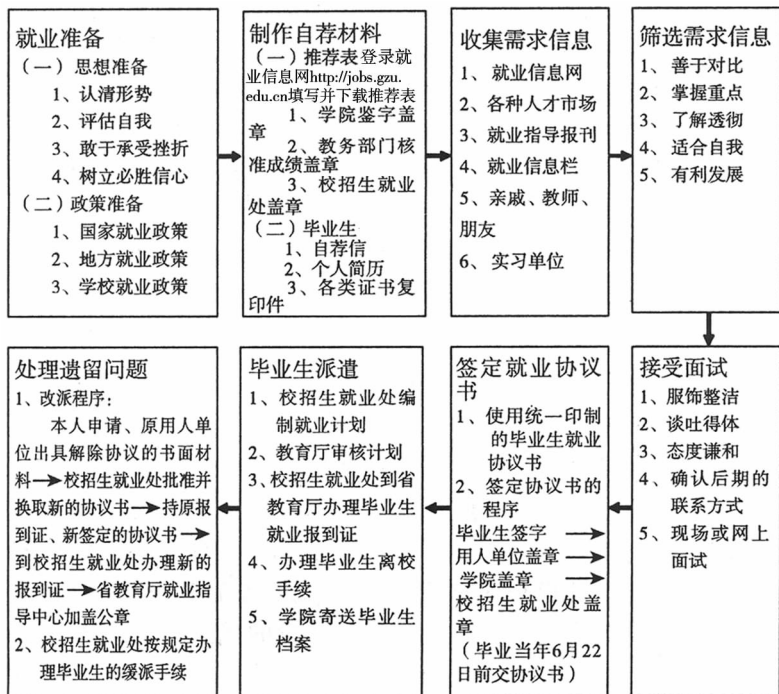 就业准备
（一）思想准备
1、认清形势
2、评估自我
3、敢于承受挫折
4、树立必胜信心
（二）政策准备
1、国家就业政策
2、地方就业政策
3、学校就业政策
制作自荐材料
（一）推荐表登录就
业信息网http://jobs.gzu.
edu.cn填写并下载推荐表
1、学院鉴字盖
章
2、教务部门核
准成绩盖章
3、校招生就业
处盖章
（二）毕业生
1、自荐信
2、个人简历
3、各类证书复
印件
收集需求信息
1、就业信息网
2、各种人才市场
3、就业指导报刊
4、就业信息栏
5、亲戚、教师、
朋友
6、实习单位
筛选需求信息
1、善于对比
2、掌握重点
3、了解透彻
4、适合自我
5、有利发展
接受面试
1、服饰整洁
2、谈吐得体
3、态度谦和
4、确认后期的
联系方式
5、现场或网上
面试
签定就业协议
书
1、使用统一印制
的毕业生就业
协议书
2、签定协议书的
程序
毕业生签字→
用人单位盖章→
学院盖章→
校招生就业处盖
章
（毕业当年6月22
日前交协议书）
毕业生派遣
1、校招生就业处编
制就业计划
2、教育厅审核计划
3、校招生就业处到省
教育厅办理毕业生
就业报到证
4、办理毕业生离校
手续
5、学院寄送毕业生
档案
处理遗留问题
1、改派程序：
本人申请、原用人单
位出具解除协议的书面材
料→校招生就业处批准并
换取新的协议书→持原报
到证、新签定的协议书→
到校招生就业处办理新的
报到证→省教育厅就业指
导中心加盖公章
2、校招生就业处按规定办
理毕业生的缓派手续